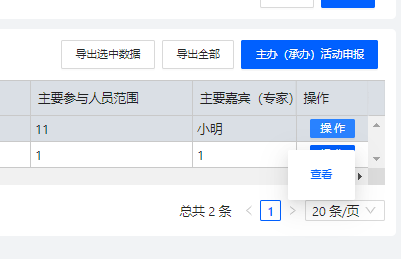 导出选中数据 导出全部 主办（承办）活动申报
主要参与人员范围 主要嘉宾（专家） 操作
11 小明 操作
1 1
查看
总共 2 条 1 20 条/页